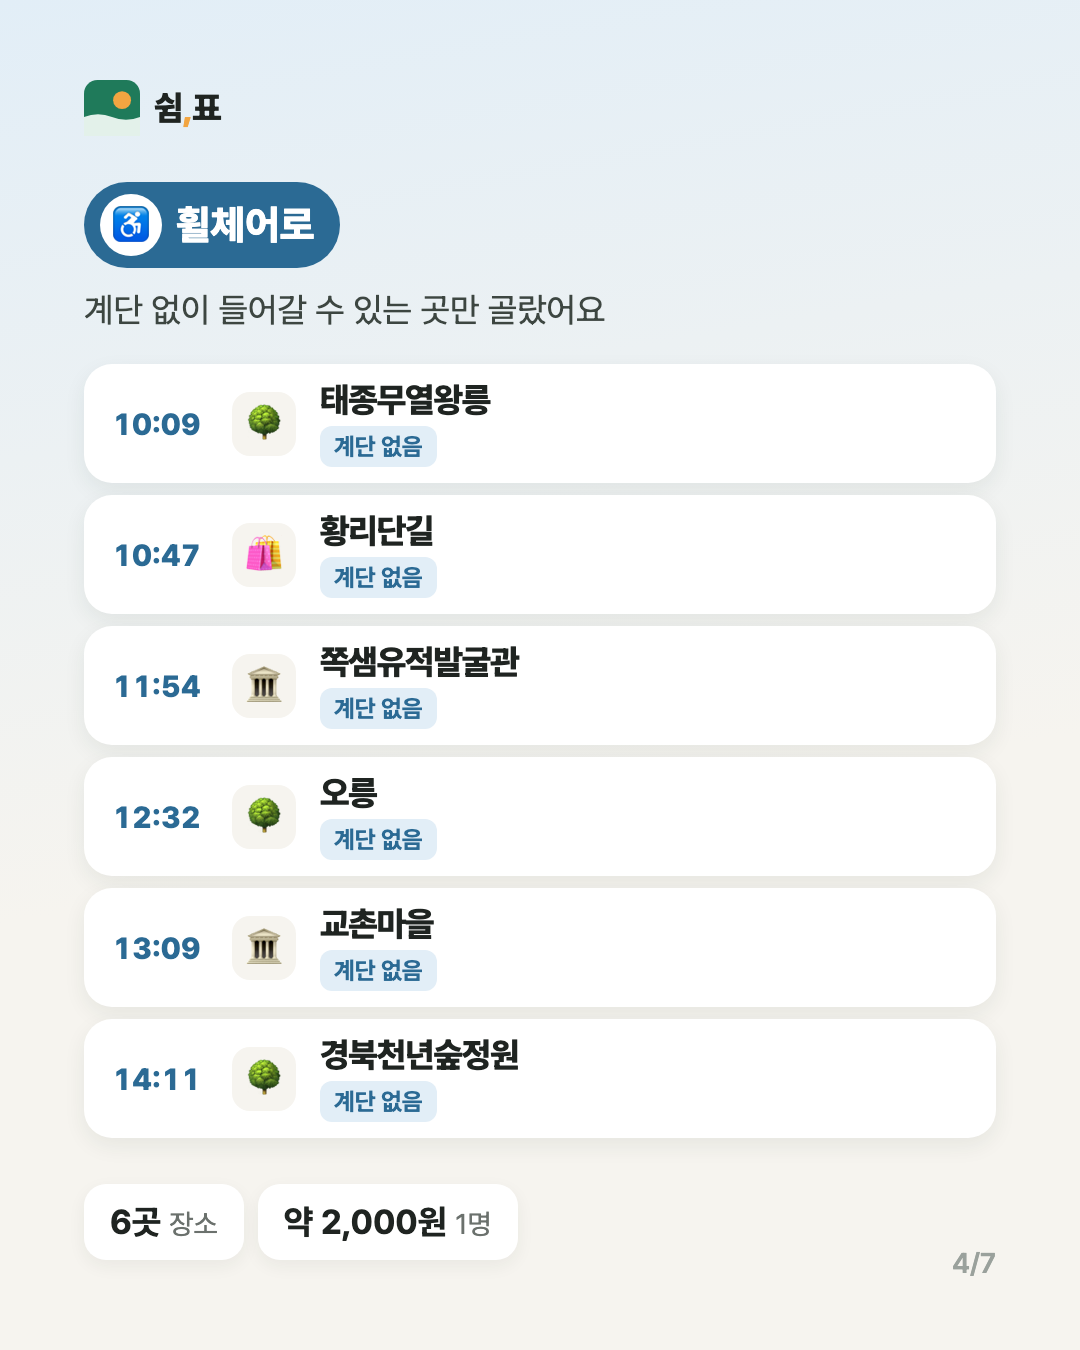 쉼,표
휠체어로
계단 없이 들어갈 수 있는 곳만 골랐어요
10:09
태종무열왕릉
계단 없음
10:47
황리단길
계단 없음
11:54
쪽샘유적발굴관
계단 없음
12:32
오릉
계단 없음
13:09
교촌마을
계단 없음
14:11
경북천년숲정원
계단 없음
6곳 장소
약 2,000원 1명
4/7